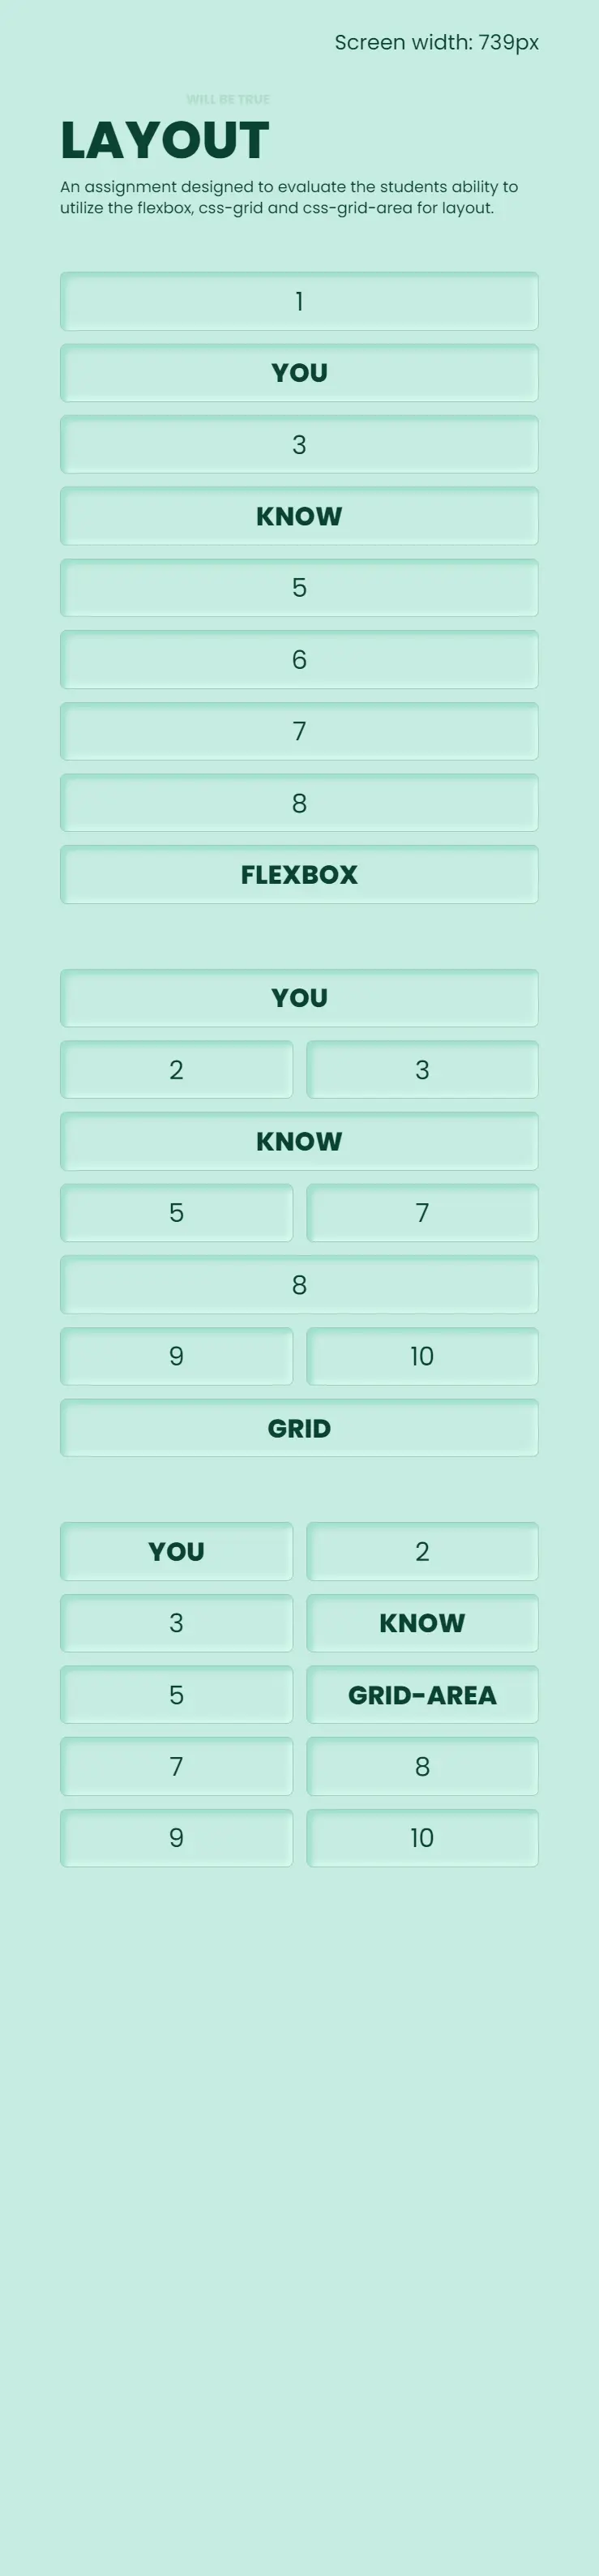 Screen width: 739px
WILL BE TRUE
LAYOUT
An assignment designed to evaluate the students ability to
utilize the flexbox, css-grid and css-grid-area for layout.
1
YOU
3
KNOW
5
6
7
8
FLEXBOX
YOU
2 3
KNOW
5 7
8
9 10
GRID
YOU 2
3 KNOW
5 GRID-AREA
7 8
9 10